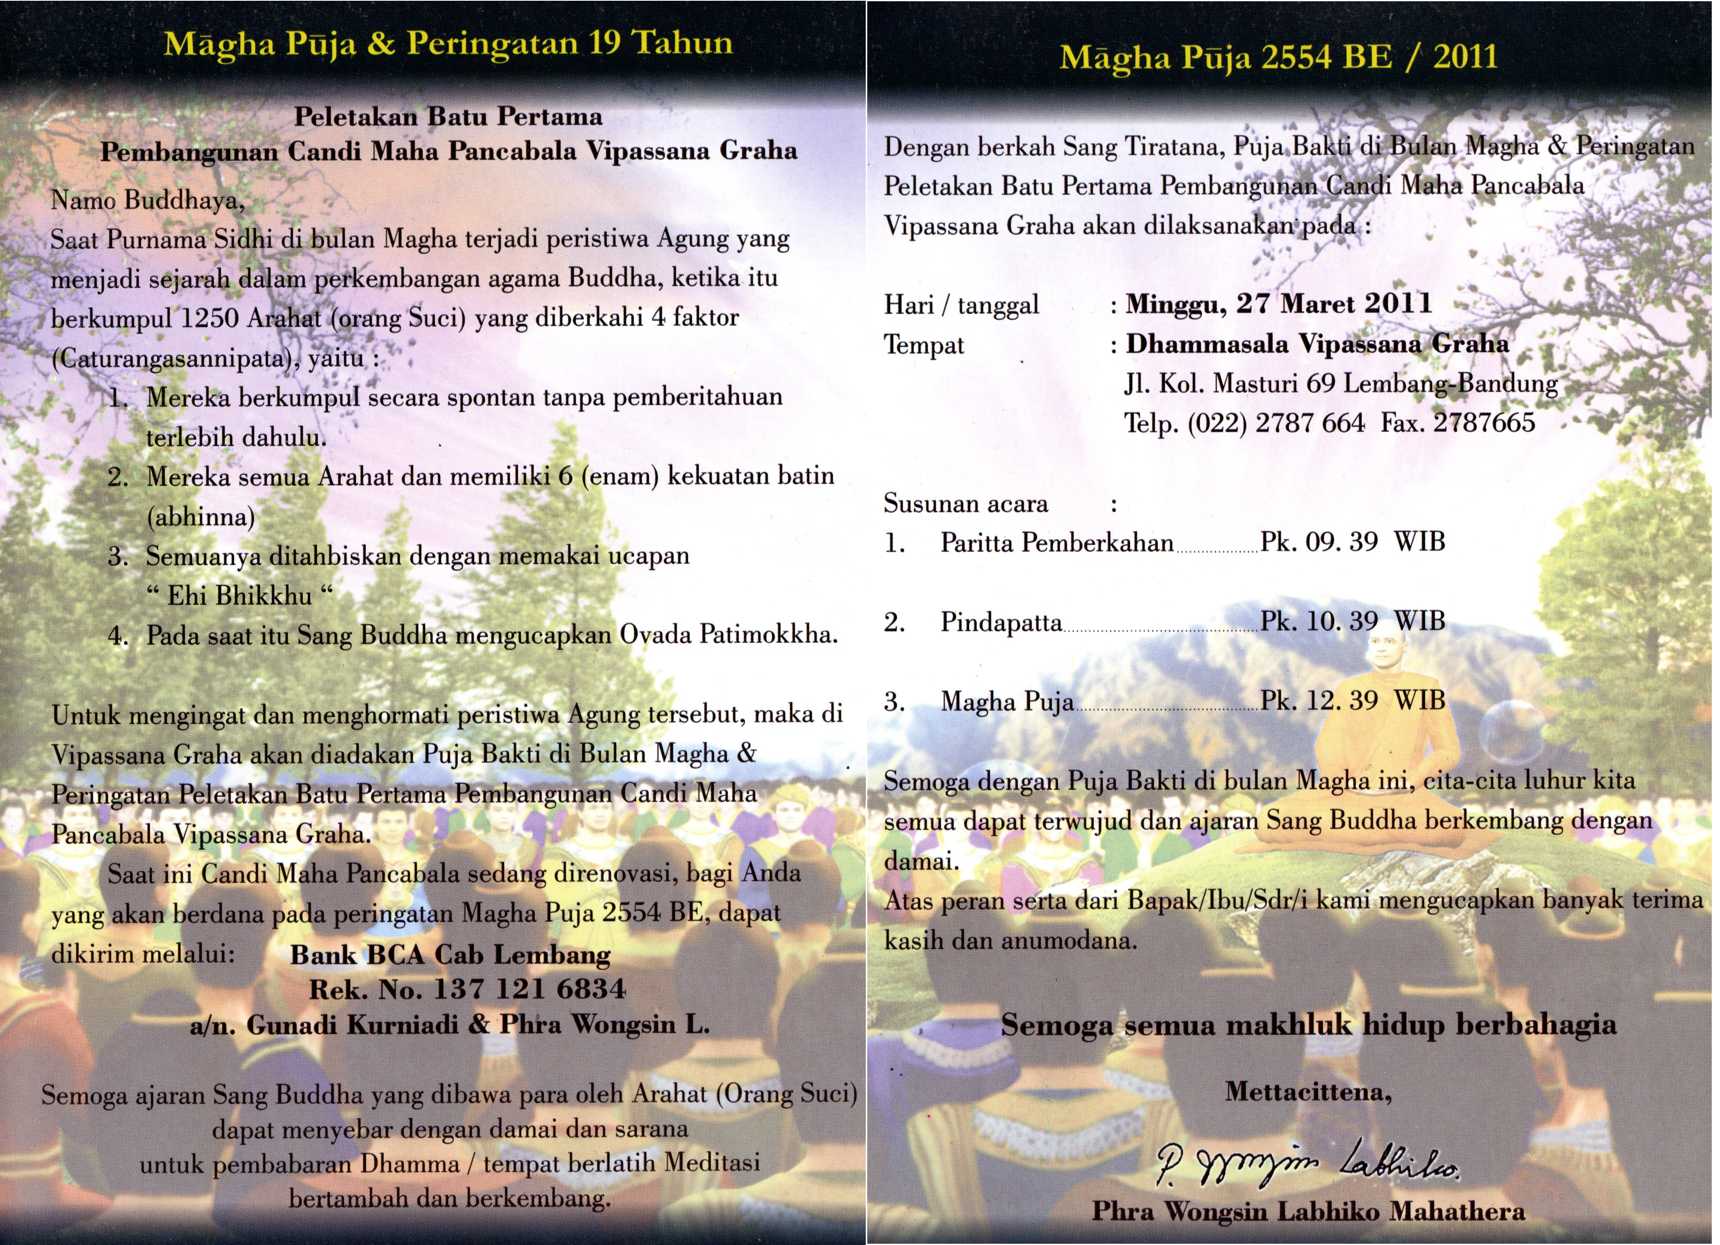 Māgha Pūja & Peringatan 19 Tahun
Peletakan Batu Pertama
Pembangunan Candi Maha Pancabala Vipassana Graha
Namo Buddhaya,
Saat Purnama Sidhi di bulan Magha terjadi peristiwa Agung yang
menjadi sejarah dalam perkembangan agama Buddha, ketika itu
berkumpul 1250 Arahat (orang Suci) yang diberkahi 4 faktor
(Caturangasannipata), yaitu :
1. Mereka berkumpul secara spontan tanpa pemberitahuan
terlebih dahulu.
2. Mereka semua Arahat dan memiliki 6 (enam) kekuatan batin
(abhinna)
3. Semuanya ditahbiskan dengan memakai ucapan
“ Ehi Bhikkhu “
4. Pada saat itu Sang Buddha mengucapkan Ovada Patimokkha.
Untuk mengingat dan menghormati peristiwa Agung tersebut, maka di
Vipassana Graha akan diadakan Puja Bakti di Bulan Magha &
Peringatan Peletakan Batu Pertama Pembangunan Candi Maha
Pancabala Vipassana Graha.
Saat ini Candi Maha Pancabala sedang direnovasi, bagi Anda
yang akan berdana pada peringatan Magha Puja 2554 BE, dapat
dikirim melalui: Bank BCA Cab Lembang
Rek. No. 137 121 6834
a/n. Gunadi Kurniadi & Phra Wongsin L.
Semoga ajaran Sang Buddha yang dibawa para oleh Arahat (Orang Suci)
dapat menyebar dengan damai dan sarana
untuk pembabaran Dhamma / tempat berlatih Meditasi
bertambah dan berkembang.
Māgha Pūja 2554 BE / 2011
Dengan berkah Sang Tiratana, Puja Bakti di Bulan Magha & Peringatan
Peletakan Batu Pertama Pembangunan Candi Maha Pancabala
Vipassana Graha akan dilaksanakan pada :
Hari / tanggal : Minggu, 27 Maret 2011
Tempat : Dhammasala Vipassana Graha
Jl. Kol. Masturi 69 Lembang-Bandung
Telp. (022) 2787 664 Fax. 2787665
Susunan acara :
1. Paritta Pemberkahan....................Pk. 09. 39 WIB
2. Pindapatta....................Pk. 10. 39 WIB
3. Magha Puja....................Pk. 12. 39 WIB
Semoga dengan Puja Bakti di bulan Magha ini, cita-cita luhur kita
semua dapat terwujud dan ajaran Sang Buddha berkembang dengan
damai.
Atas peran serta dari Bapak/Ibu/Sdr/i kami mengucapkan banyak terima
kasih dan anumodana.
Semoga semua makhluk hidup berbahagia
Mettacittena,
P. Labhiko.
Phra Wongsin Labhiko Mahathera